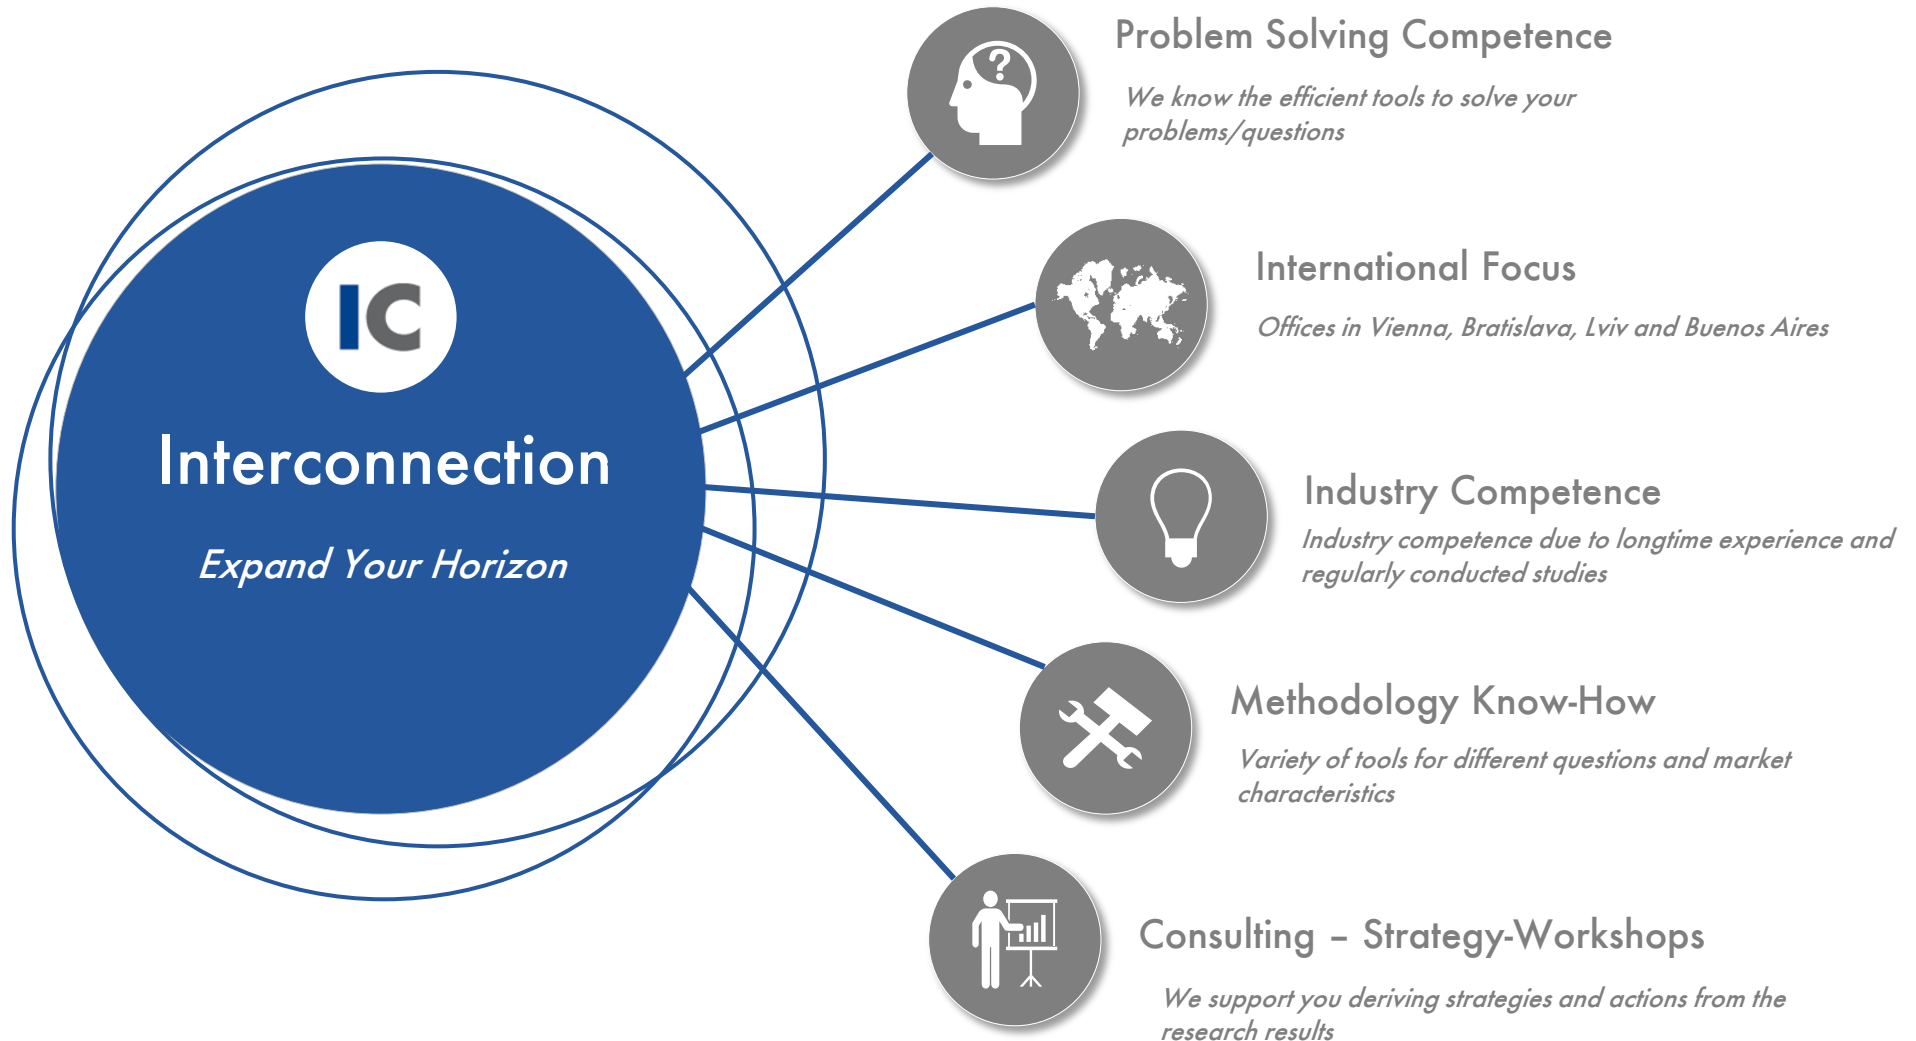 IC
Interconnection
Expand Your Horizon
?
Problem Solving Competence
We know the efficient tools to solve your
problems/questions
International Focus
Offices in Vienna, Bratislava, Lviv and Buenos Aires
Industry Competence
Industry competence due to longtime experience and
regularly conducted studies
Methodology Know-How
Variety of tools for different questions and market
characteristics
Consulting – Strategy-Workshops
We support you deriving strategies and actions from the
research results